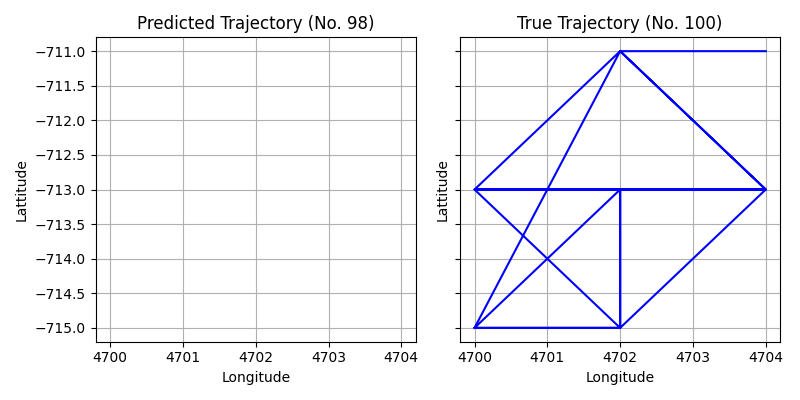 Predicted Trajectory (No. 98)
Lattitude
−711.0
−711.5
−712.0
−712.5
−713.0
−713.5
−714.0
−714.5
−715.0
4700 4701 4702 4703 4704
Longitude
True Trajectory (No. 100)
Lattitude
4700 4701 4702 4703 4704
Longitude